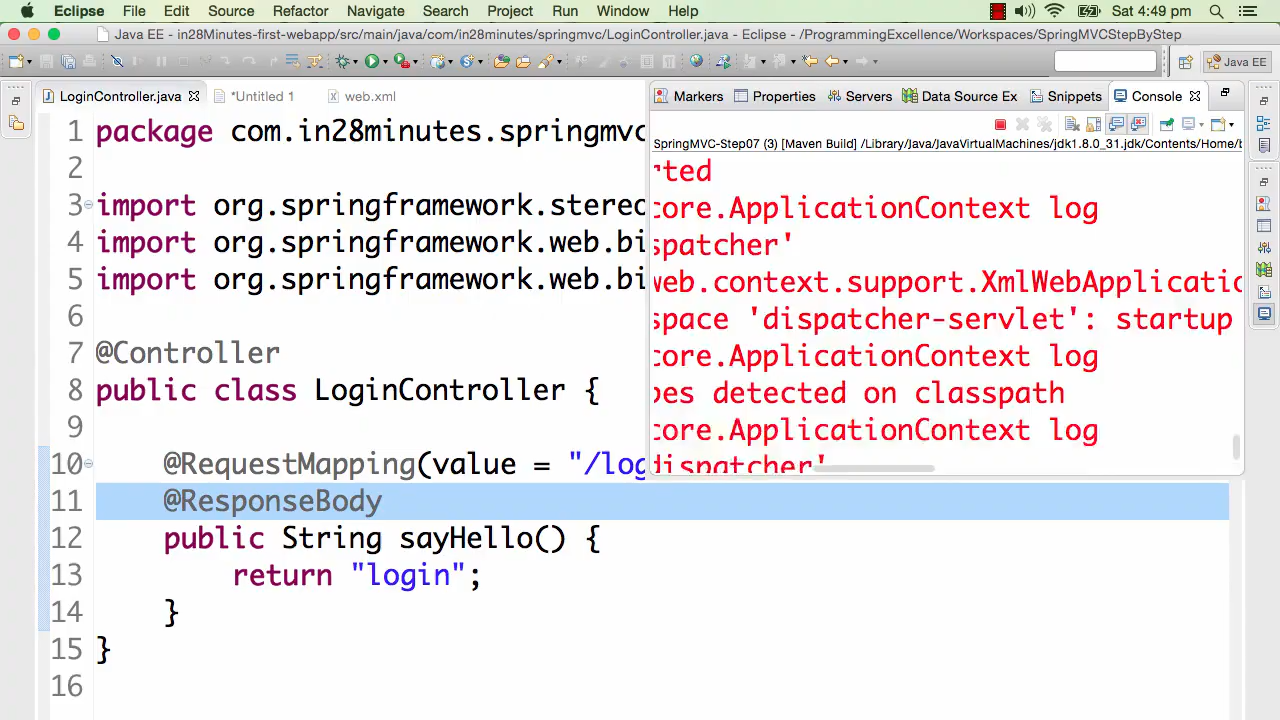 Eclipse File Edit Source Refactor Navigate Search Project Run Window Help Sat 4:49 pm
Java EE - in28Minutes-first-webapp/src/main/java/com/in28minutes/springmvc/LoginController.java - Eclipse - /ProgrammingExcellence/Workspaces/SpringMVCStepByStep
Java EE
LoginController.java *Untitled 1 web.xml
1 package com.in28minutes.springmvc
2
3 import org.springframework.stereo
4 import org.springframework.web.bi
5 import org.springframework.web.bi
6
7 @Controller
8 public class LoginController {
9
10 @RequestMapping(value = "/log
11 @ResponseBody
12 public String sayHello() {
13 return "login";
14 }
15 }
16
Markers Properties Servers Data Source Ex Snippets Console
SpringMVC-Step07 (3) [Maven Build] /Library/Java/JavaVirtualMachines/jdk1.8.0_31.jdk/Contents/Home/b
rted
core.ApplicationContext log
spatcher'
web.context.support.XmlWebApplicatio
space 'dispatcher-servlet': startup
core.ApplicationContext log
pes detected on classpath
core.ApplicationContext log
dispatcher'